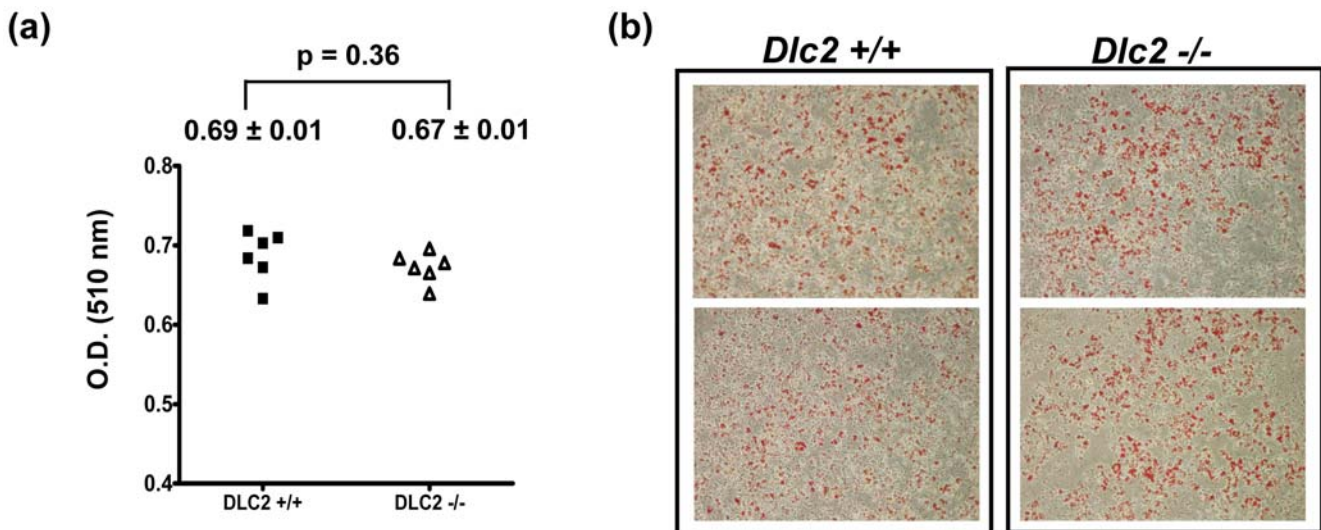 (a)
p = 0.36
0.69 ± 0.01 0.67 ± 0.01
0.8
0.7
0.6
0.5
0.4
O.D. (510 nm)
DLC2 +/+ DLC2 -/-
(b)
Dlc2 +/+ Dlc2 -/-